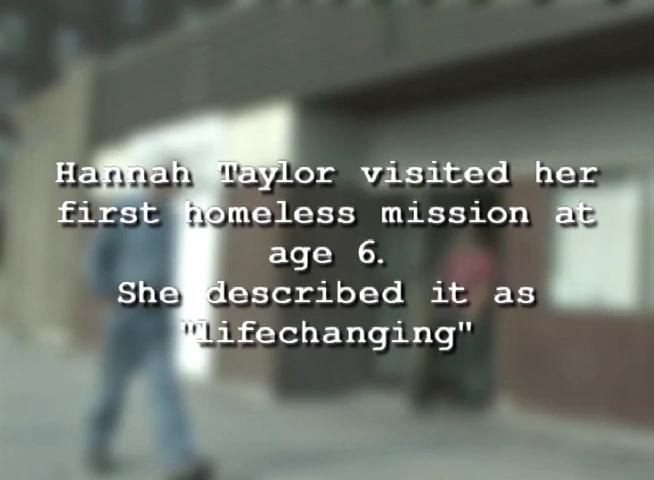 Hannah Taylor visited her
first homeless mission at
age 6.
She described it as
"lifechanging"